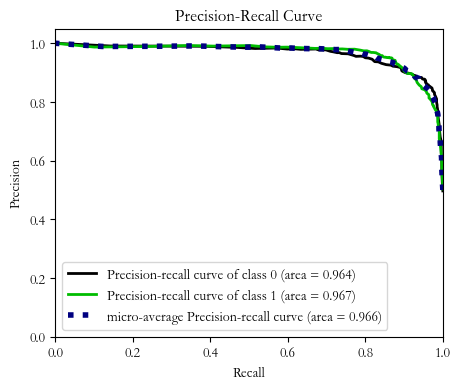 Precision-Recall Curve
1.0
0.8
0.6
0.4
0.2
0.0
Precision
Precision-recall curve of class 0 (area = 0.964)
Precision-recall curve of class 1 (area = 0.967)
micro-average Precision-recall curve (area = 0.966)
0.0 0.2 0.4 0.6 0.8 1.0
Recall